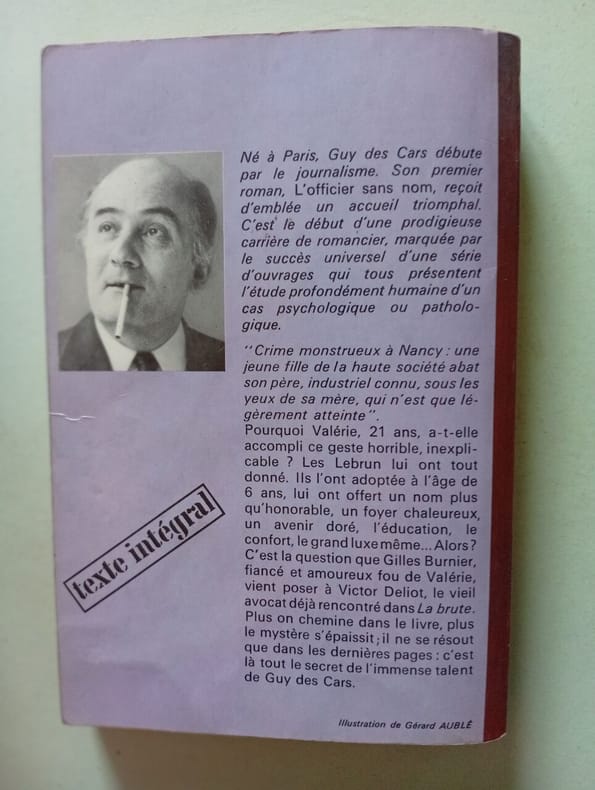 Né à Paris, Guy des Cars débute
par le journalisme. Son premier
roman, L'officier sans nom, reçoit
d'emblée un accueil triomphal.
C'est le début d'une prodigieuse
carrière de romancier, marquée par
le succès universel d'une série
d'ouvrages qui tous présentent
l'étude profondément humaine d'un
cas psychologique ou patholo-
gique.
"Crime monstrueux à Nancy : une
jeune fille de la haute société abat
son père, industriel connu, sous les
yeux de sa mère, qui n'est que lé-
gèrement atteinte".
Pourquoi Valérie, 21 ans, a-t-elle
accompli ce geste horrible, inexpli-
cable ? Les Lebrun lui ont tout
donné. Ils l'ont adoptée à l'âge de
6 ans, lui ont offert un nom plus
qu'honorable, un foyer chaleureux,
un avenir doré, l'éducation, le
confort, le grand luxe même... Alors ?
C'est la question que Gilles Burnier,
fiancé et amoureux fou de Valérie,
vient poser à Victor Deliot, le vieil
avocat déjà rencontré dans La brute.
Plus on chemine dans le livre, plus
le mystère s'épaissit ; il ne se résout
que dans les dernières pages : c'est
là tout le secret de l'immense talent
de Guy des Cars.
texte intégral
Illustration de Gérard AUBLÉ